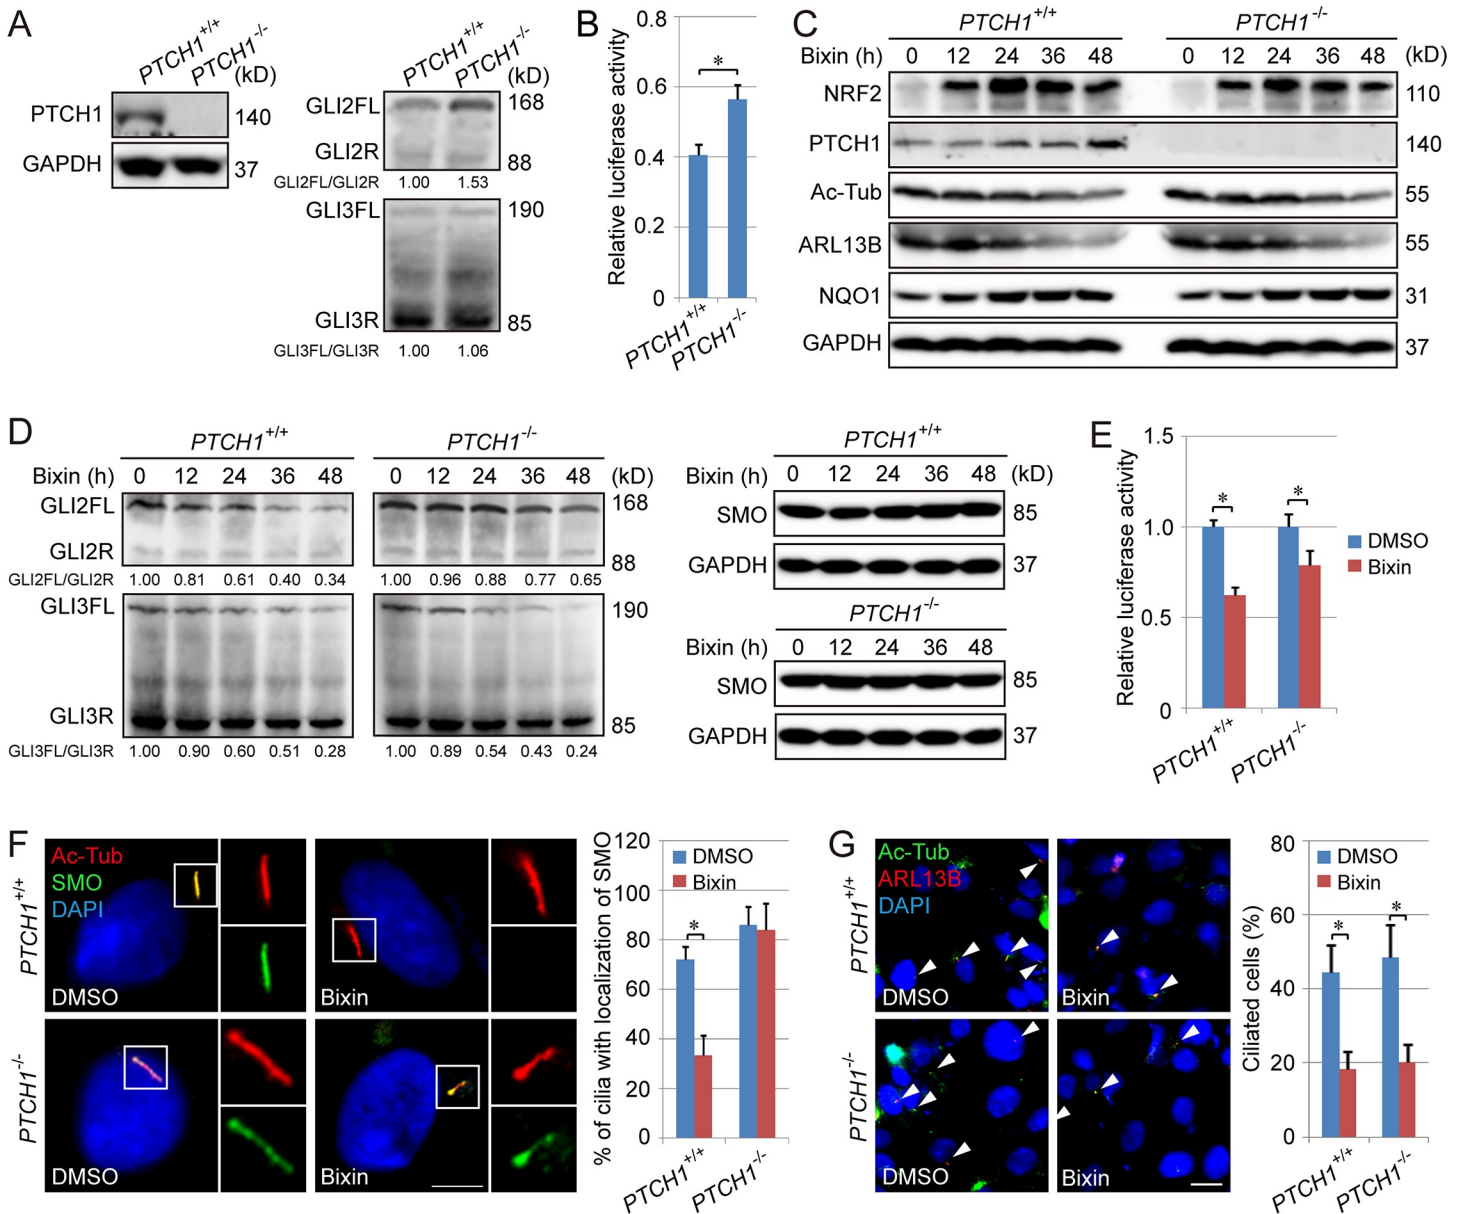 A
PTCH1+/+
PTCH1-/-
(kD)
PTCH1
140
GAPDH
37
PTCH1+/+
PTCH1-/-
(kD)
GLI2FL
168
GLI2R
88
GLI2FL/GLI2R 1.00 1.53
GLI3FL
190
GLI3R
85
GLI3FL/GLI3R 1.00 1.06
B
Relative luciferase activity
0.8
0.6
0.4
0.2
0
*
PTCH1+/+
PTCH1-/-
C
PTCH1+/+ PTCH1-/-
Bixin (h) 0 12 24 36 48 0 12 24 36 48 (kD)
NRF2 110
PTCH1 140
Ac-Tub 55
ARL13B 55
NQO1 31
GAPDH 37
D
PTCH1+/+ PTCH1-/-
Bixin (h) 0 12 24 36 48 0 12 24 36 48 (kD)
GLI2FL 168
GLI2R 88
GLI2FL/GLI2R 1.00 0.81 0.61 0.40 0.34 1.00 0.96 0.88 0.77 0.65
GLI3FL 190
GLI3R 85
GLI3FL/GLI3R 1.00 0.90 0.60 0.51 0.28 1.00 0.89 0.54 0.43 0.24
PTCH1+/+
Bixin (h) 0 12 24 36 48 (kD)
SMO 85
GAPDH 37
PTCH1-/-
Bixin (h) 0 12 24 36 48
SMO 85
GAPDH 37
E
Relative luciferase activity
1.5
1.0
0.5
0
* *
DMSO
Bixin
PTCH1+/+
PTCH1-/-
F
PTCH1+/+
Ac-Tub
SMO
DAPI
DMSO
Bixin
PTCH1-/-
DMSO
Bixin
% of cilia with localization of SMO
120
100
80
60
40
20
0
DMSO
Bixin
*
PTCH1+/+
PTCH1-/-
G
PTCH1+/+
Ac-Tub
ARL13B
DAPI
DMSO
Bixin
PTCH1-/-
DMSO
Bixin
Ciliated cells (%)
80
60
40
20
0
DMSO
Bixin
* *
PTCH1+/+
PTCH1-/-